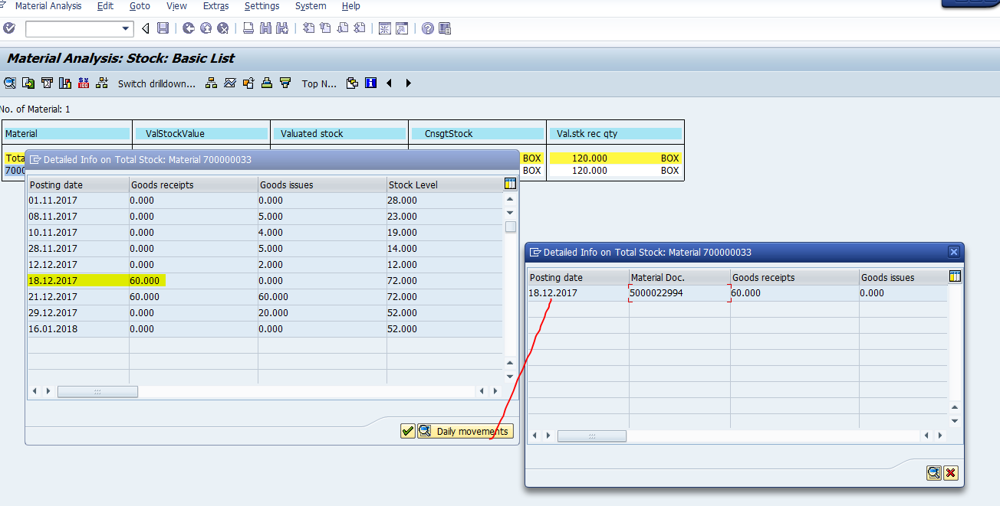 Material Analysis Edit Goto View Extras Settings System Help
Material Analysis: Stock: Basic List
Switch drilldown... Top N...
No. of Material: 1
Material ValStockValue Valuated stock CnsgtStock Val.stk rec qty
Tota BOX 120.000 BOX
7000 BOX 120.000 BOX
Detailed Info on Total Stock: Material 700000033
Posting date Goods receipts Goods issues Stock Level
01.11.2017 0.000 0.000 28.000
08.11.2017 0.000 5.000 23.000
10.11.2017 0.000 4.000 19.000
28.11.2017 0.000 5.000 14.000
12.12.2017 0.000 2.000 12.000
18.12.2017 60.000 0.000 72.000
21.12.2017 60.000 60.000 72.000
29.12.2017 0.000 20.000 52.000
16.01.2018 0.000 0.000 52.000
Daily movements
Detailed Info on Total Stock: Material 700000033
Posting date Material Doc. Goods receipts Goods issues
18.12.2017 5000022994 60.000 0.000